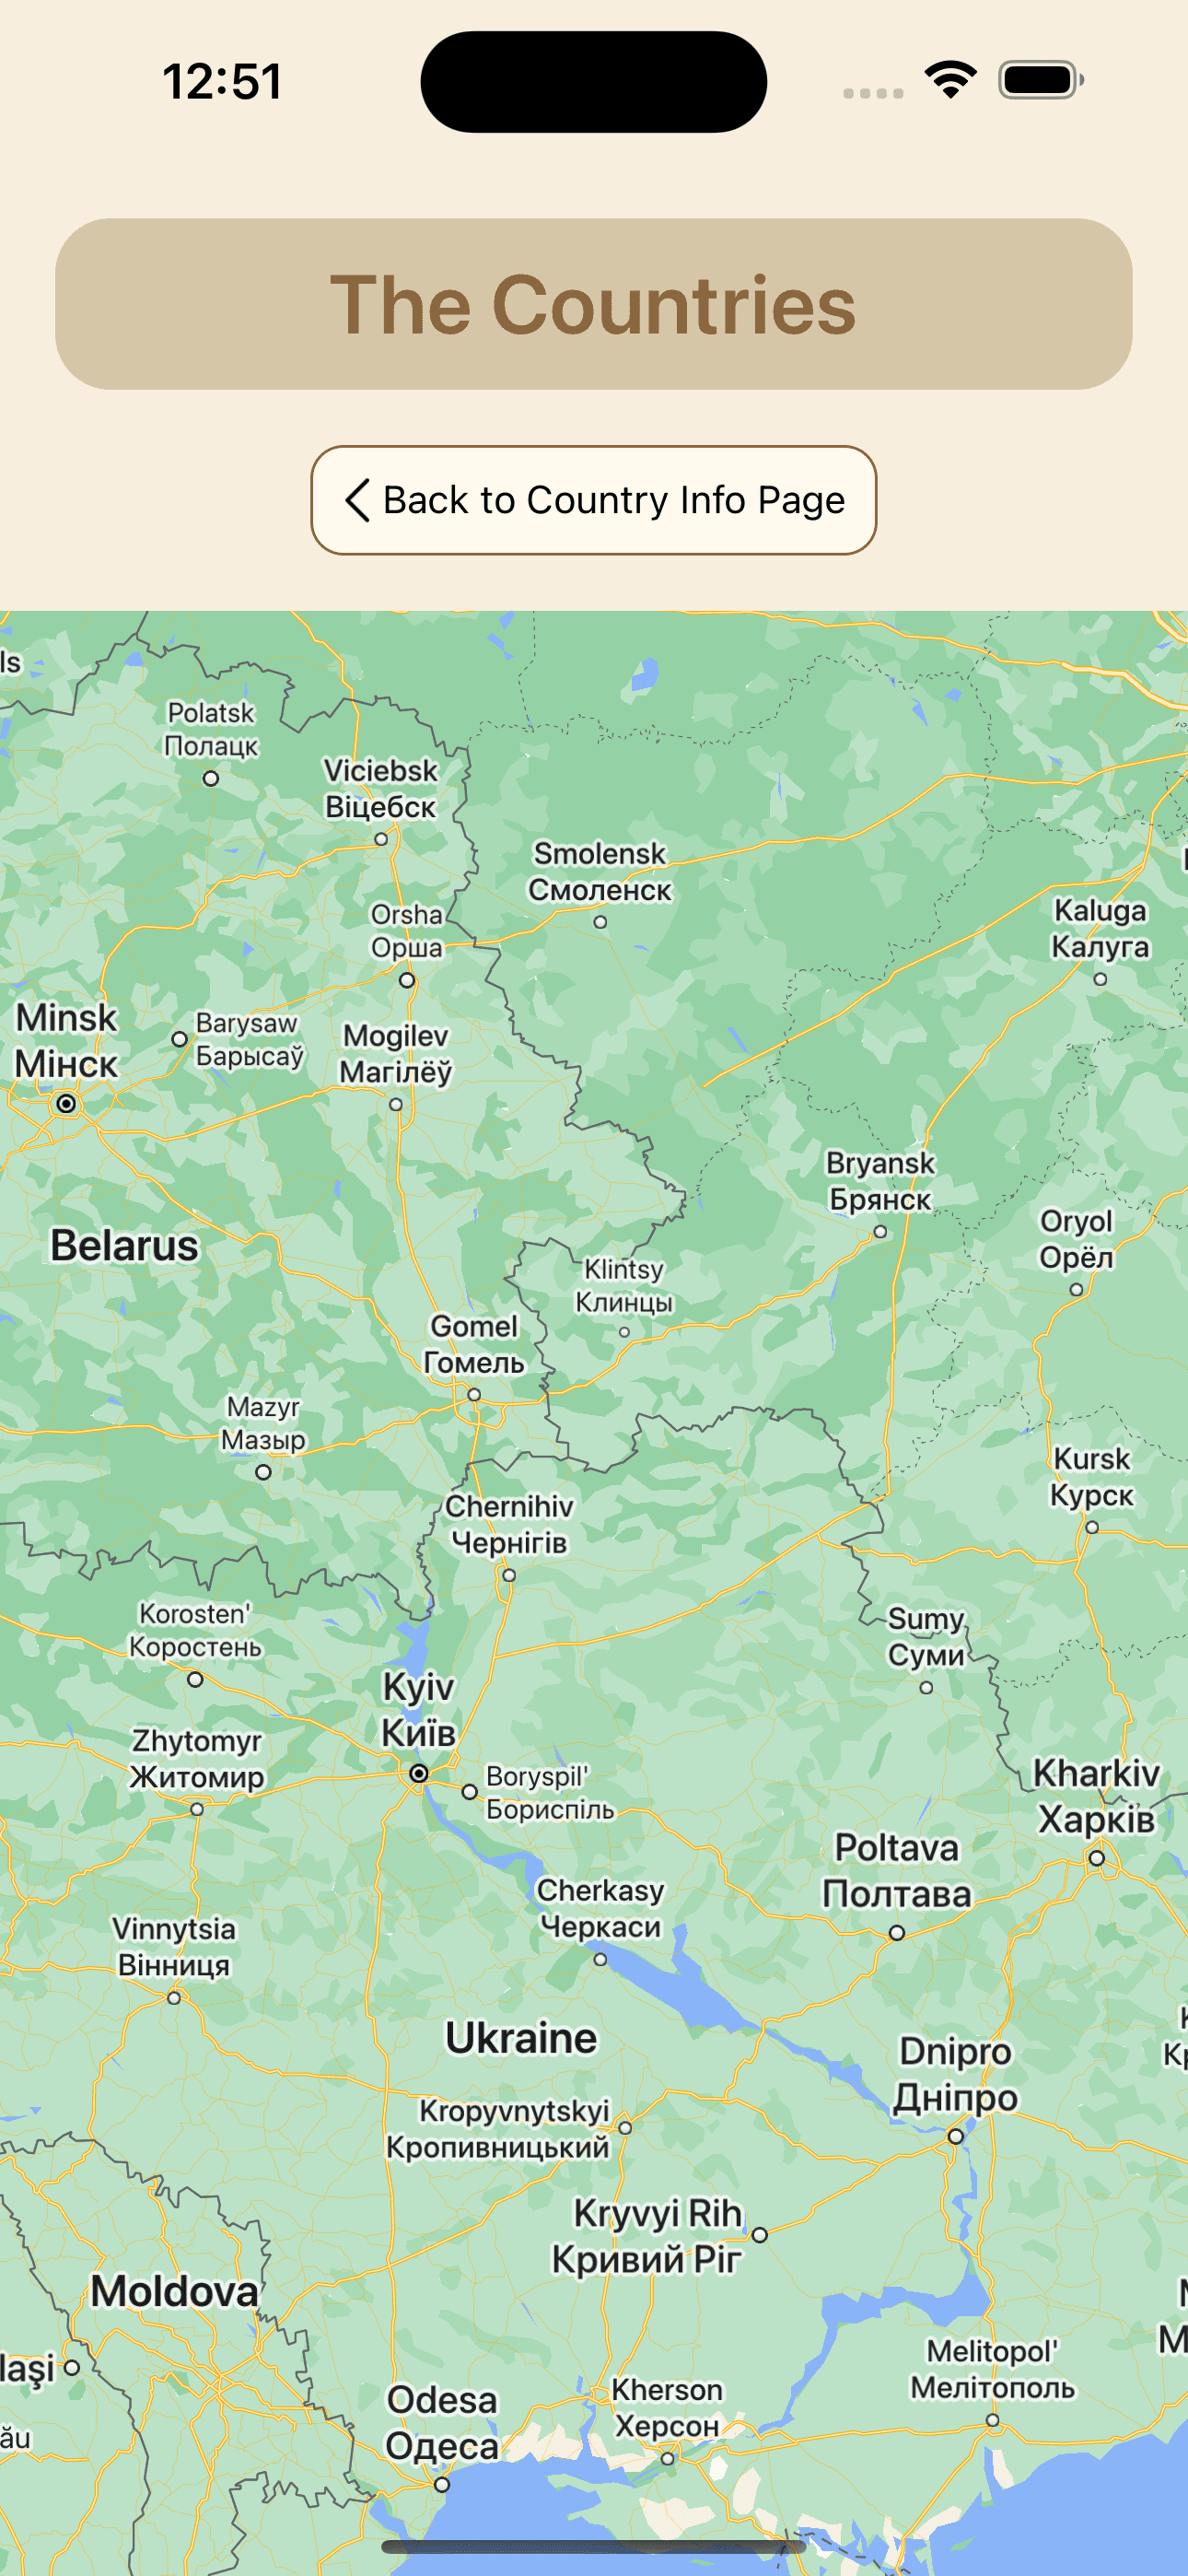 12:51
The Countries
Back to Country Info Page
ls
Polatsk
Полацк
Viciebsk
Віцебск
Smolensk
Смоленск
Orsha
Орша
Kaluga
Калуга
Minsk
Мінск
Barysaw
Барысаў
Mogilev
Магілёў
Bryansk
Брянск
Oryol
Орёл
Belarus
Klintsy
Клинцы
Gomel
Гомель
Mazyr
Мазыр
Kursk
Курск
Chernihiv
Чернігів
Korosten'
Коростень
Sumy
Суми
Kyiv
Київ
Zhytomyr
Житомир
Boryspil'
Бориспіль
Kharkiv
Харків
Poltava
Полтава
Cherkasy
Черкаси
Vinnytsia
Вінниця
Ukraine
Dnipro
Дніпро
Kropyvnytskyi
Кропивницький
Kryvyi Rih
Кривий Ріг
Moldova
Iaşi
Melitopol'
Мелітополь
Odesa
Одеса
Kherson
Херсон
ău